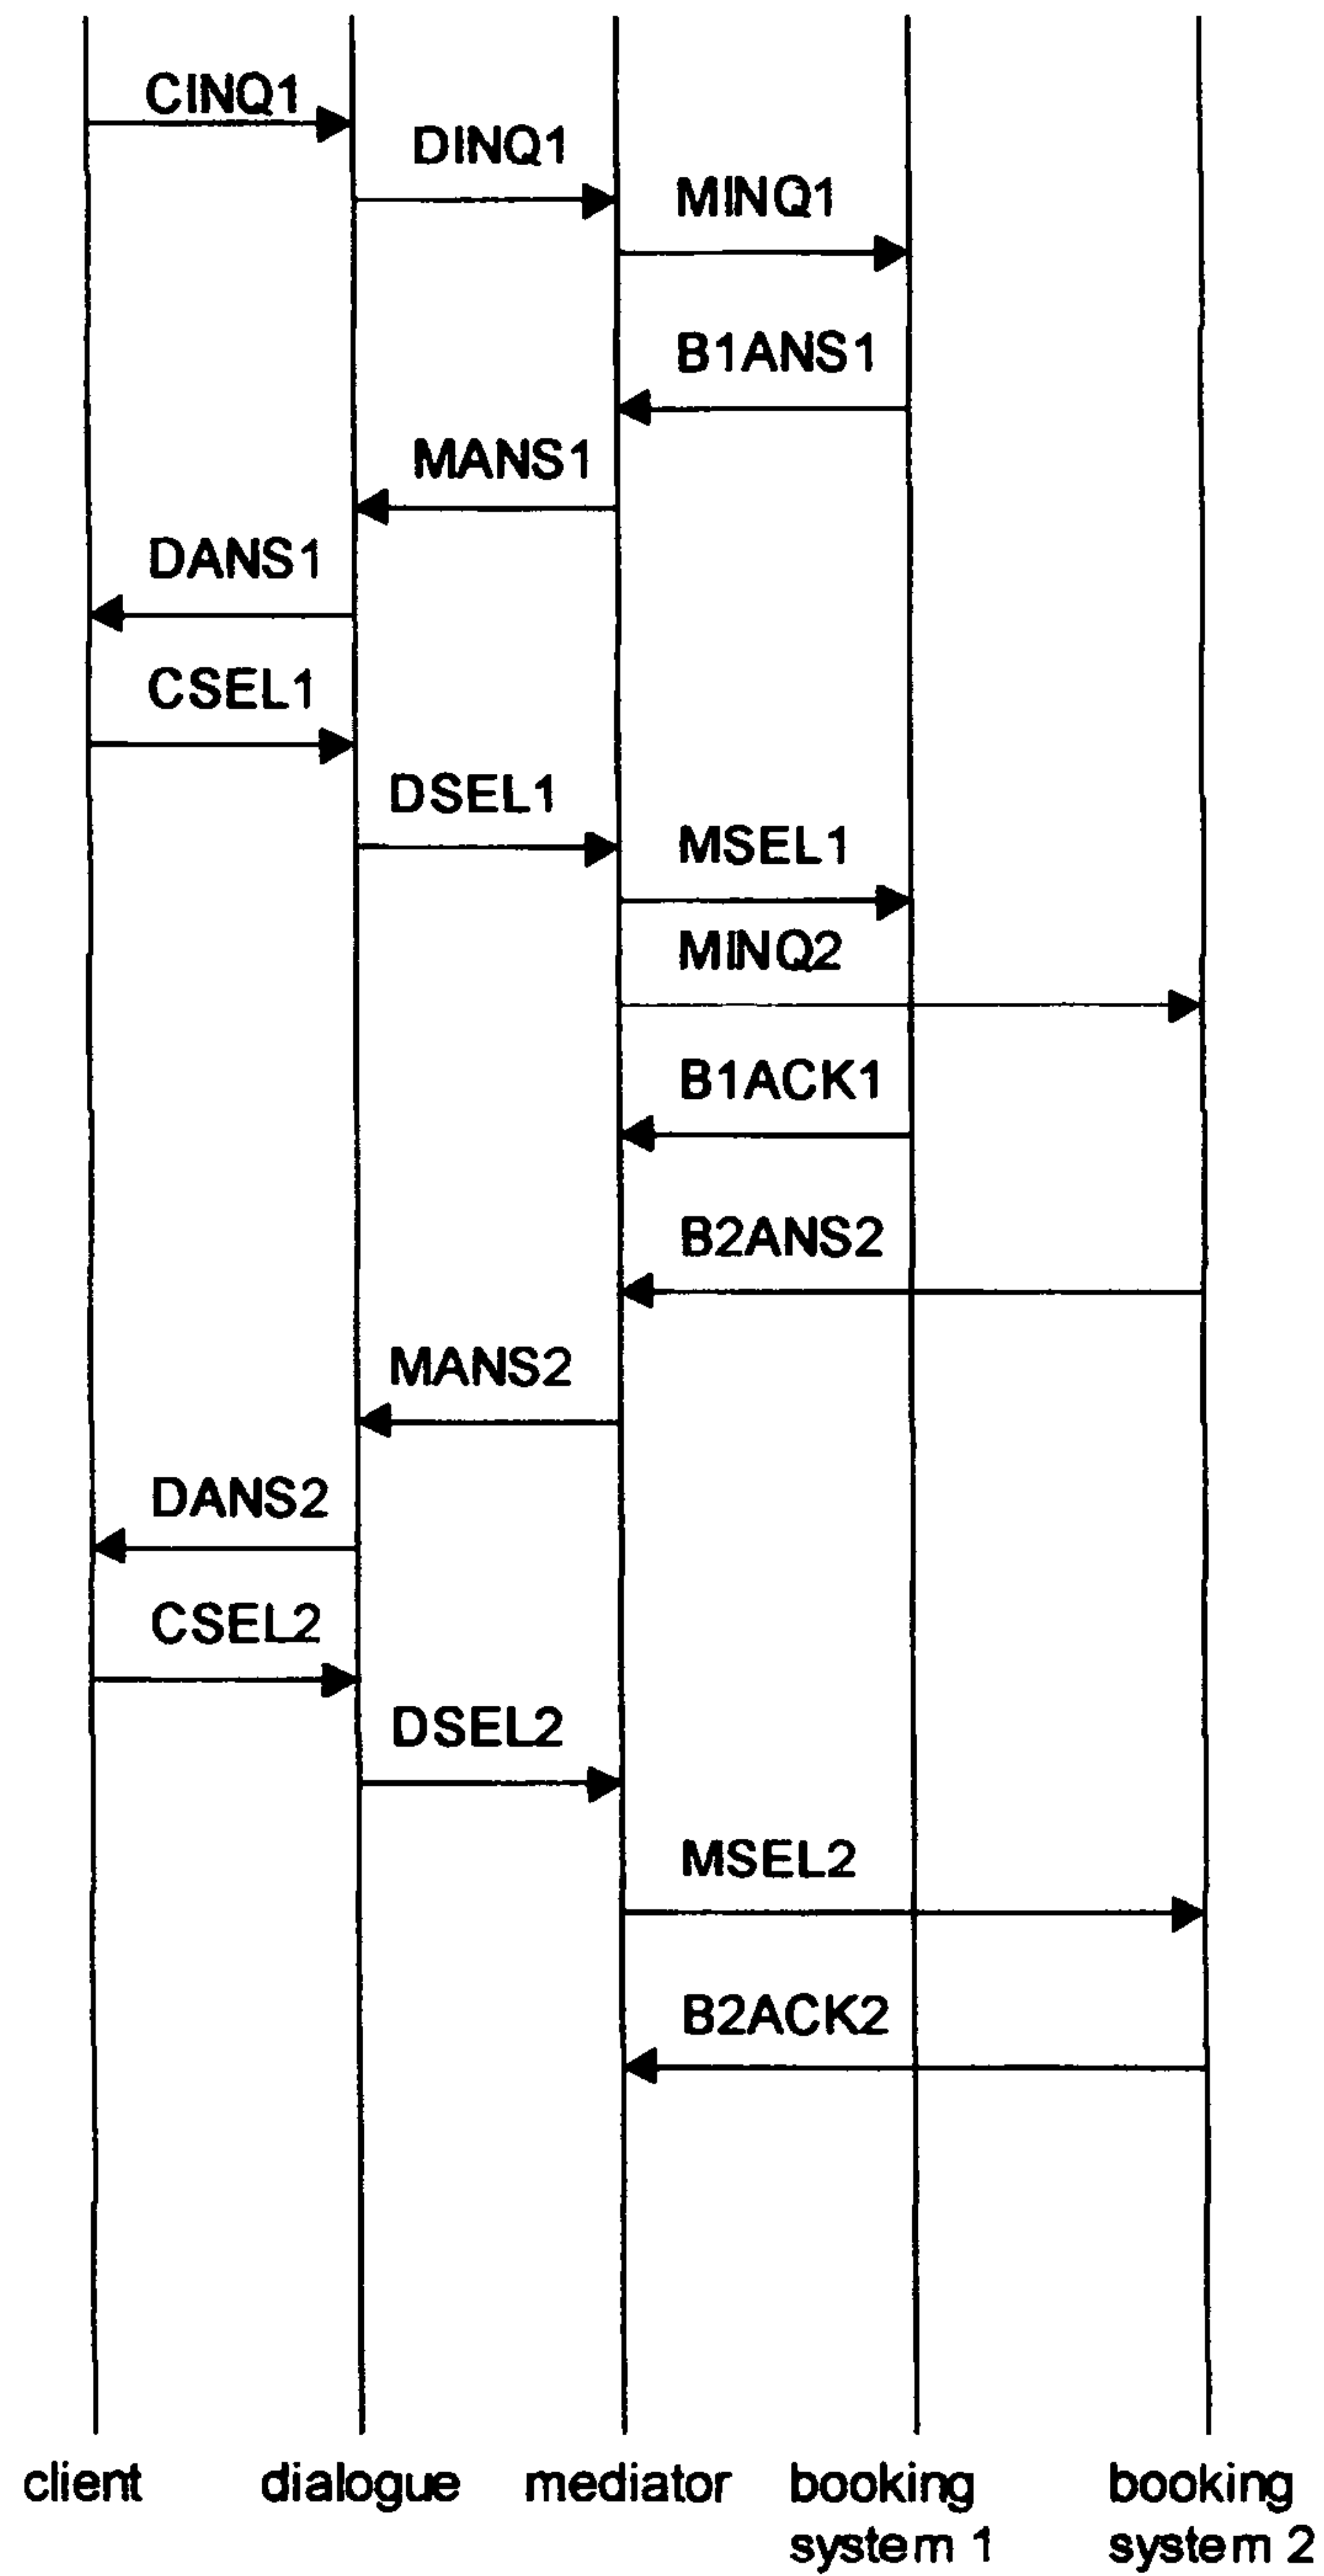 CINQ1
DINQ1
MINQ1
B1ANS1
MANS1
DANS1
CSEL1
DSEL1
MSEL1
MINQ2
B1ACK1
B2ANS2
MANS2
DANS2
CSEL2
DSEL2
MSEL2
B2ACK2
client
dialogue
mediator
booking
system 1
booking
system 2